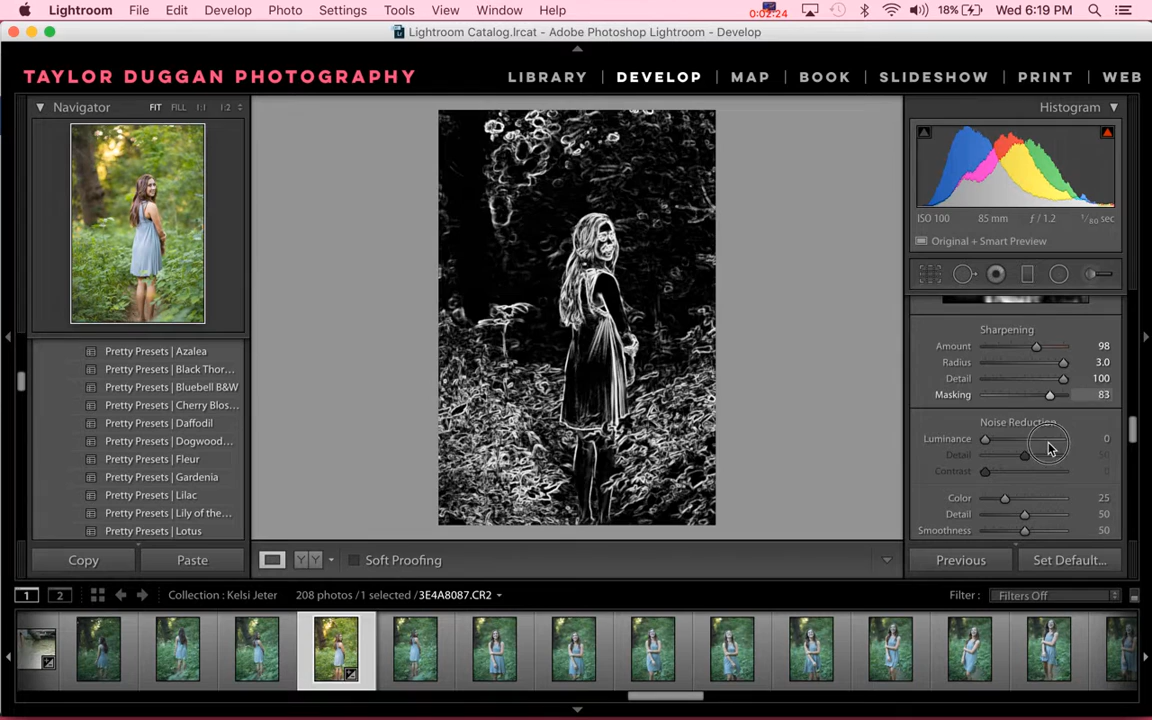 Lightroom File Edit Develop Photo Settings Tools View Window Help 0:02:24 18% Wed 6:19 PM
Lightroom Catalog.lrcat - Adobe Photoshop Lightroom - Develop
TAYLOR DUGGAN PHOTOGRAPHY LIBRARY | DEVELOP | MAP | BOOK | SLIDESHOW | PRINT | WEB
Navigator FIT FILL 1:1 1:2 Histogram
ISO 100 85 mm ƒ / 1.2 1/80 sec
Original + Smart Preview
Sharpening
Amount 98
Radius 3.0
Detail 100
Masking 83
Noise Reduction
Luminance 0
Detail 50
Contrast 0
Color 25
Detail 50
Smoothness 50
Pretty Presets | Azalea
Pretty Presets | Black Thor...
Pretty Presets | Bluebell B&W
Pretty Presets | Cherry Blos...
Pretty Presets | Daffodil
Pretty Presets | Dogwood...
Pretty Presets | Fleur
Pretty Presets | Gardenia
Pretty Presets | Lilac
Pretty Presets | Lily of the...
Pretty Presets | Lotus
Copy Paste Y Y Soft Proofing Previous Set Default...
1 2 Collection : Kelsi Jeter 208 photos / 1 selected / 3E4A8087.CR2 Filter : Filters Off